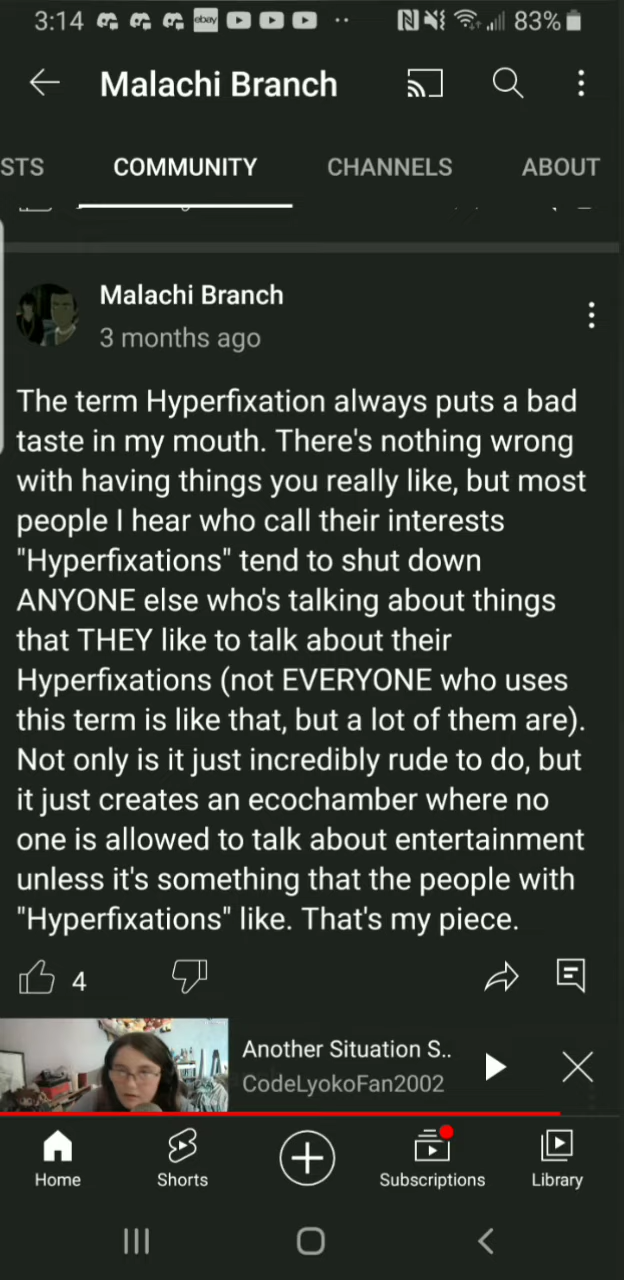 3:14 ebay 83%
Malachi Branch
STS COMMUNITY CHANNELS ABOUT
Malachi Branch
3 months ago
The term Hyperfixation always puts a bad
taste in my mouth. There's nothing wrong
with having things you really like, but most
people I hear who call their interests
"Hyperfixations" tend to shut down
ANYONE else who's talking about things
that THEY like to talk about their
Hyperfixations (not EVERYONE who uses
this term is like that, but a lot of them are).
Not only is it just incredibly rude to do, but
it just creates an ecochamber where no
one is allowed to talk about entertainment
unless it's something that the people with
"Hyperfixations" like. That's my piece.
4
Another Situation S..
CodeLyokoFan2002
Home Shorts Subscriptions Library